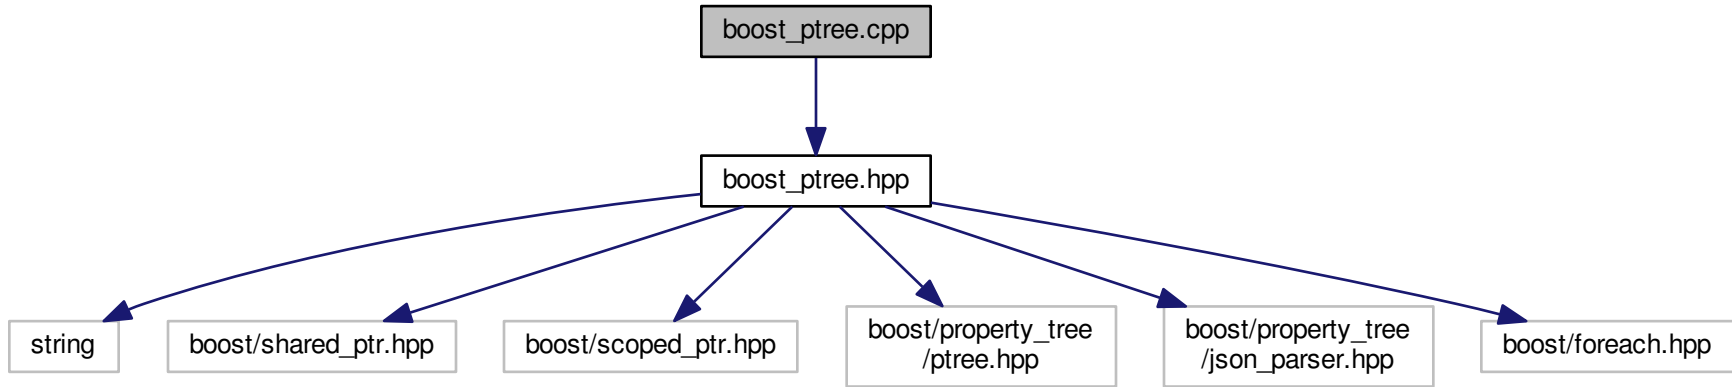 boost_ptree.cpp
boost_ptree.hpp
string
boost/shared_ptr.hpp
boost/scoped_ptr.hpp
boost/property_tree
/ptree.hpp
boost/property_tree
/json_parser.hpp
boost/foreach.hpp